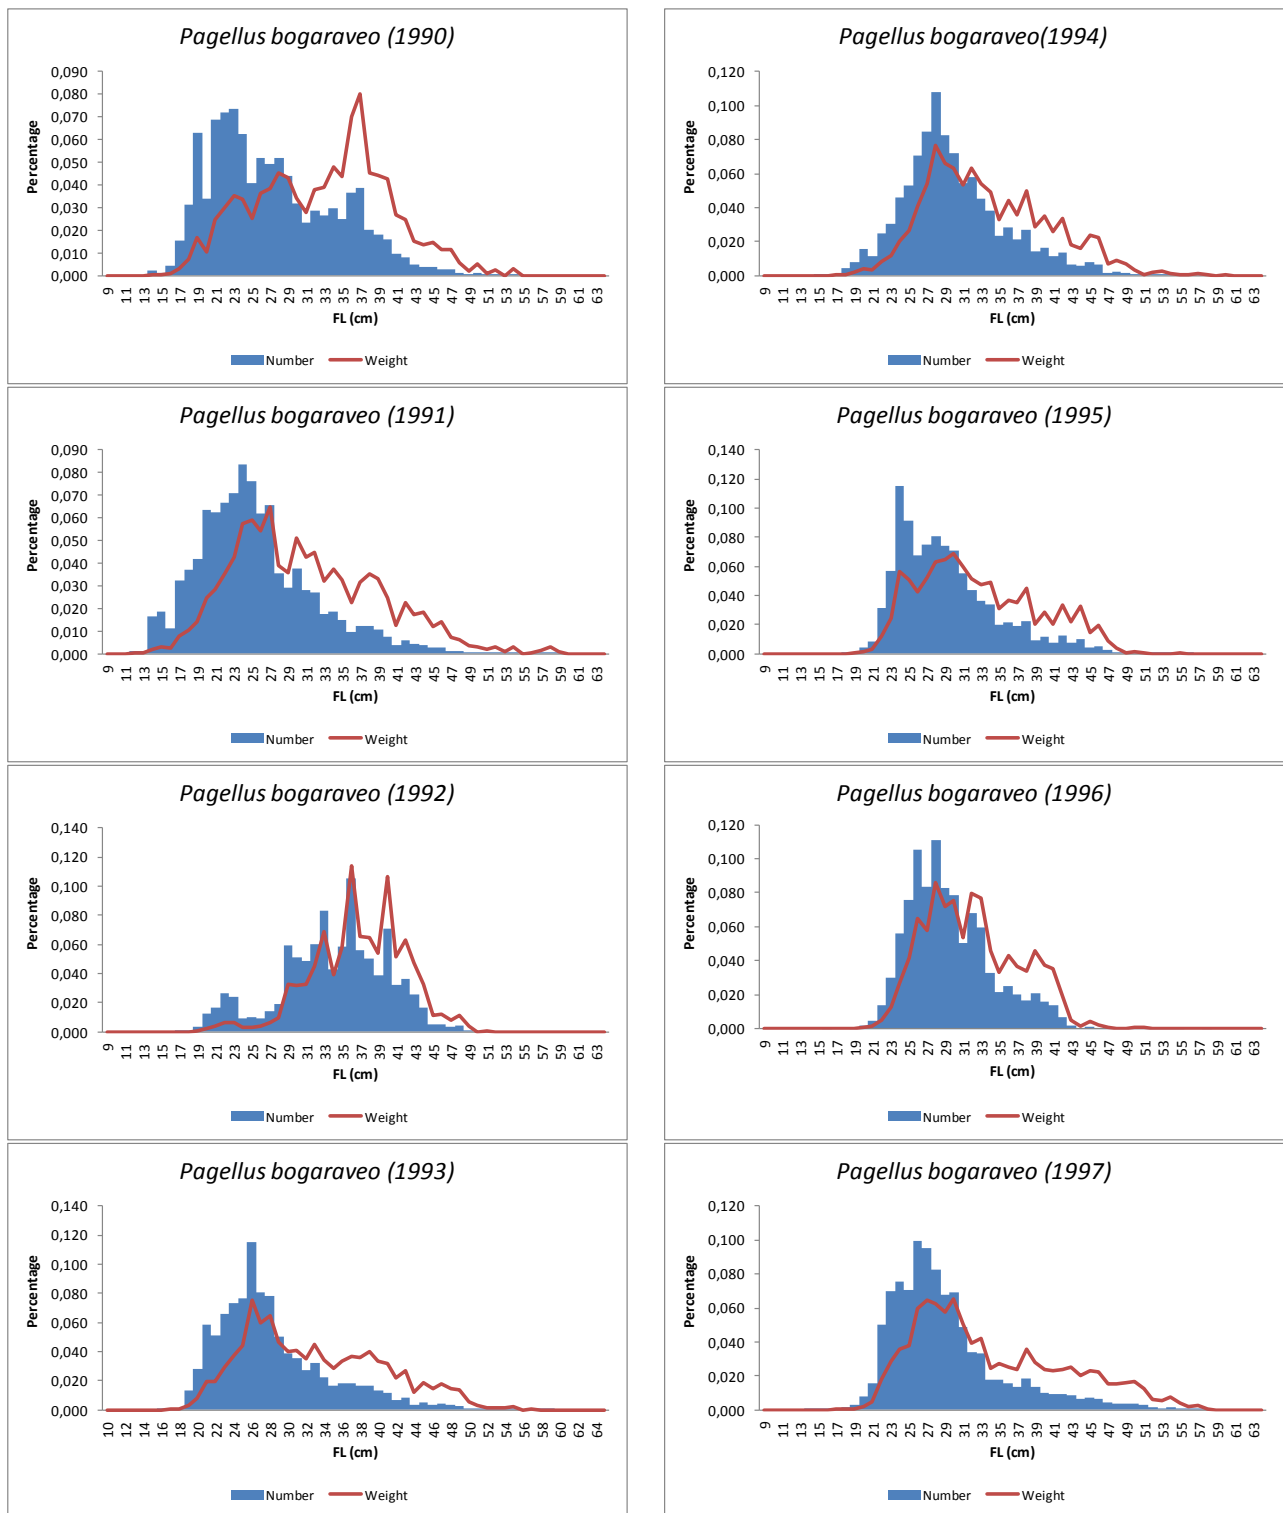 Pagellus bogaraveo (1990)
0,090
0,080
0,070
0,060
0,050
0,040
0,030
0,020
0,010
0,000
Percentage
9 11 13 15 17 19 21 23 25 27 29 31 33 35 37 39 41 43 45 47 49 51 53 55 57 59 61 63
FL (cm)
Number Weight
Pagellus bogaraveo(1994)
0,120
0,100
0,080
0,060
0,040
0,020
0,000
Percentage
9 11 13 15 17 19 21 23 25 27 29 31 33 35 37 39 41 43 45 47 49 51 53 55 57 59 61 63
FL (cm)
Number Weight
Pagellus bogaraveo (1991)
0,090
0,080
0,070
0,060
0,050
0,040
0,030
0,020
0,010
0,000
Percentage
9 11 13 15 17 19 21 23 25 27 29 31 33 35 37 39 41 43 45 47 49 51 53 55 57 59 61 63
FL (cm)
Number Weight
Pagellus bogaraveo (1995)
0,140
0,120
0,100
0,080
0,060
0,040
0,020
0,000
Percentage
9 11 13 15 17 19 21 23 25 27 29 31 33 35 37 39 41 43 45 47 49 51 53 55 57 59 61 63
FL (cm)
Number Weight
Pagellus bogaraveo (1992)
0,140
0,120
0,100
0,080
0,060
0,040
0,020
0,000
Percentage
9 11 13 15 17 19 21 23 25 27 29 31 33 35 37 39 41 43 45 47 49 51 53 55 57 59 61 63
FL (cm)
Number Weight
Pagellus bogaraveo (1996)
0,120
0,100
0,080
0,060
0,040
0,020
0,000
Percentage
9 11 13 15 17 19 21 23 25 27 29 31 33 35 37 39 41 43 45 47 49 51 53 55 57 59 61 63
FL (cm)
Number Weight
Pagellus bogaraveo (1993)
0,140
0,120
0,100
0,080
0,060
0,040
0,020
0,000
Percentage
10 12 14 16 18 20 22 24 26 28 30 32 34 36 38 40 42 44 46 48 50 52 54 56 58 60 62 64
FL (cm)
Number Weight
Pagellus bogaraveo (1997)
0,120
0,100
0,080
0,060
0,040
0,020
0,000
Percentage
9 11 13 15 17 19 21 23 25 27 29 31 33 35 37 39 41 43 45 47 49 51 53 55 57 59 61 63
FL (cm)
Number Weight